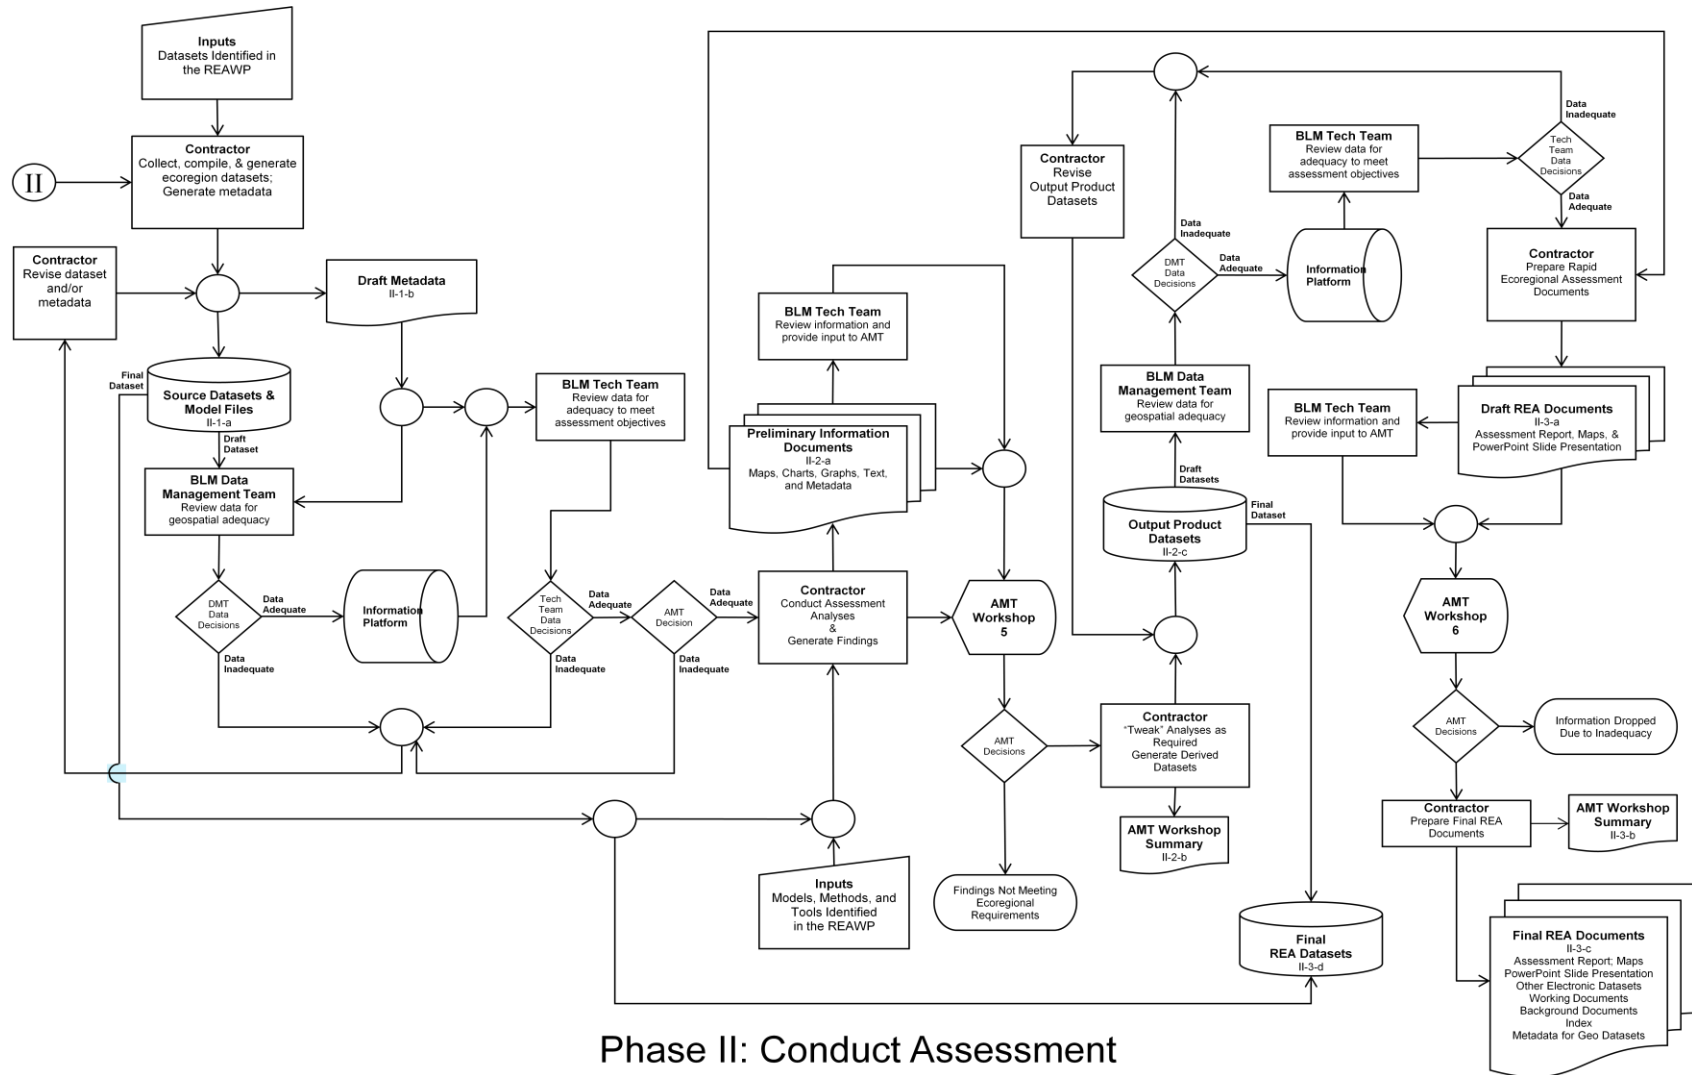 Inputs
Datasets Identified in
the REAWP
II
Contractor
Collect, compile, & generate
ecoregion datasets;
Generate metadata
Contractor
Revise dataset
and/or
metadata
Draft Metadata
II-1-b
Final
Dataset
Source Datasets &
Model Files
II-1-a
Draft
Dataset
BLM Data
Management Team
Review data for
geospatial adequacy
DMT
Data
Decisions
Data
Adequate
Data
Inadequate
Information
Platform
BLM Tech Team
Review data for
adequacy to meet
assessment objectives
Tech
Team
Data
Decisions
Data
Adequate
Data
Inadequate
AMT
Decision
Data
Adequate
Data
Inadequate
BLM Tech Team
Review information and
provide input to AMT
Preliminary Information
Documents
II-2-a
Maps, Charts, Graphs, Text,
and Metadata
Contractor
Conduct Assessment
Analyses
&
Generate Findings
Inputs
Models, Methods, and
Tools Identified
in the REAWP
AMT
Workshop
5
AMT
Decisions
Findings Not Meeting
Ecoregional
Requirements
Contractor
"Tweak" Analyses as
Required
Generate Derived
Datasets
AMT Workshop
Summary
II-2-b
Contractor
Revise
Output Product
Datasets
Output Product
Datasets
II-2-c
Draft
Datasets
Final
Dataset
BLM Data
Management Team
Review data for
geospatial adequacy
DMT
Data
Decisions
Data
Inadequate
Data
Adequate
Information
Platform
BLM Tech Team
Review data for
adequacy to meet
assessment objectives
Tech
Team
Data
Decisions
Data
Inadequate
Data
Adequate
Contractor
Prepare Rapid
Ecoregional Assessment
Documents
Draft REA Documents
II-3-a
Assessment Report, Maps, &
PowerPoint Slide Presentation
BLM Tech Team
Review information and
provide input to AMT
AMT
Workshop
6
AMT
Decisions
Information Dropped
Due to Inadequacy
Contractor
Prepare Final REA
Documents
AMT Workshop
Summary
II-3-b
Final
REA Datasets
II-3-d
Final REA Documents
II-3-c
Assessment Report; Maps
PowerPoint Slide Presentation
Other Electronic Datasets
Working Documents
Background Documents
Index
Metadata for Geo Datasets
Phase II: Conduct Assessment